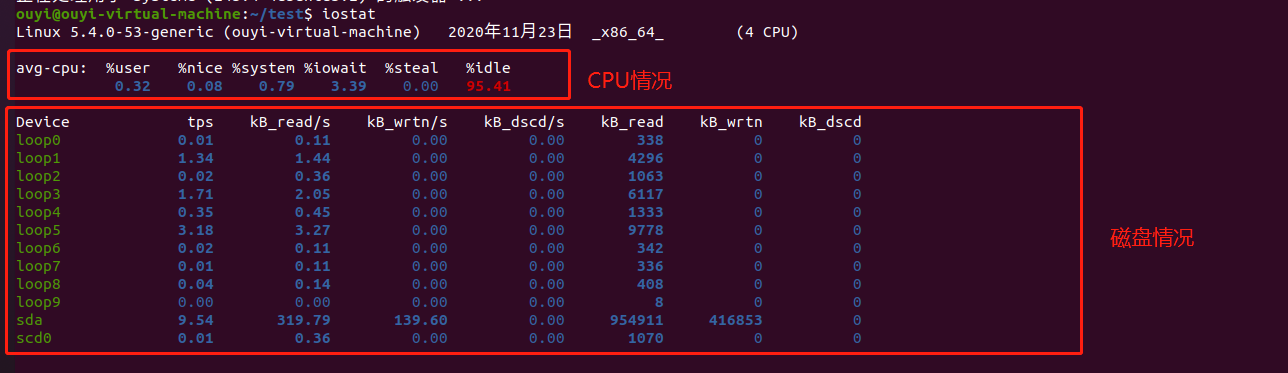 ouyi@ouyi-virtual-machine:~/test$ iostat
Linux 5.4.0-53-generic (ouyi-virtual-machine) 2020年11月23日 _x86_64_ (4 CPU)
avg-cpu: %user %nice %system %iowait %steal %idle
0.32 0.08 0.79 3.39 0.00 95.41
CPU情况
Device tps kB_read/s kB_wrtn/s kB_dscd/s kB_read kB_wrtn kB_dscd
loop0 0.01 0.11 0.00 0.00 338 0 0
loop1 1.34 1.44 0.00 0.00 4296 0 0
loop2 0.02 0.36 0.00 0.00 1063 0 0
loop3 1.71 2.05 0.00 0.00 6117 0 0
loop4 0.35 0.45 0.00 0.00 1333 0 0
loop5 3.18 3.27 0.00 0.00 9778 0 0
loop6 0.02 0.11 0.00 0.00 342 0 0
loop7 0.01 0.11 0.00 0.00 336 0 0
loop8 0.04 0.14 0.00 0.00 408 0 0
loop9 0.00 0.00 0.00 0.00 8 0 0
sda 9.54 319.79 139.60 0.00 954911 416853 0
scd0 0.01 0.36 0.00 0.00 1070 0 0
磁盘情况